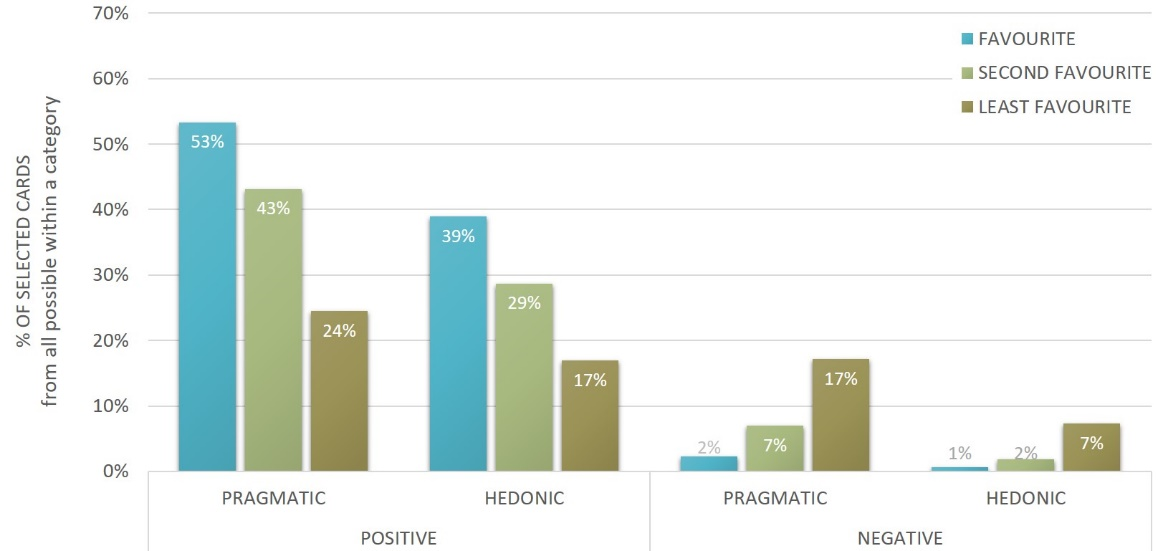 70%
60%
50%
40%
30%
20%
10%
0%
% OF SELECTED CARDS
from all possible within a category
FAVOURITE
SECOND FAVOURITE
LEAST FAVOURITE
53%
43%
24%
39%
29%
17%
2%
7%
17%
1%
2%
7%
PRAGMATIC
HEDONIC
PRAGMATIC
HEDONIC
POSITIVE
NEGATIVE